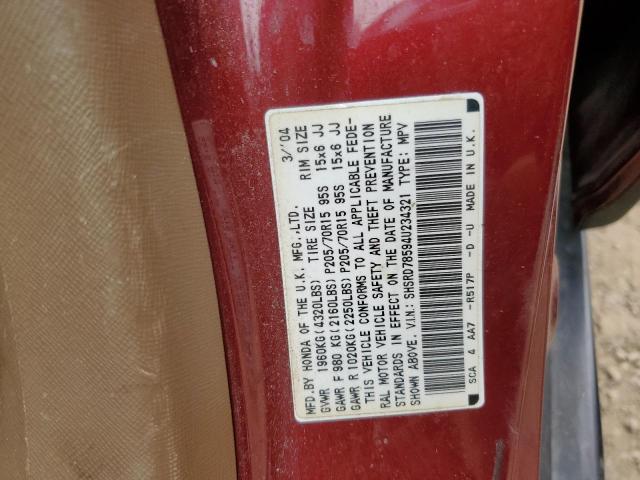 MFD.BY HONDA OF THE U.K. MFG.,LTD. 3/'04
GVWR 1960KG(4320LBS) TIRE SIZE RIM SIZE
GAWR F 980 KG(2160LBS)P205/70R15 95S 15x6 JJ
GAWR R 1020KG(2250LBS)P205/70R15 95S 15x6 JJ
THIS VEHICLE CONFORMS TO ALL APPLICABLE FEDE-
RAL MOTOR VEHICLE SAFETY AND THEFT PREVENTION
STANDARDS IN EFFECT ON THE DATE OF MANUFACTURE
SHOWN ABOVE. V.I.N.: SHSRD78594U234321 TYPE: MPV
SCA 4 AA7 -R517P -D -U MADE IN U.K.